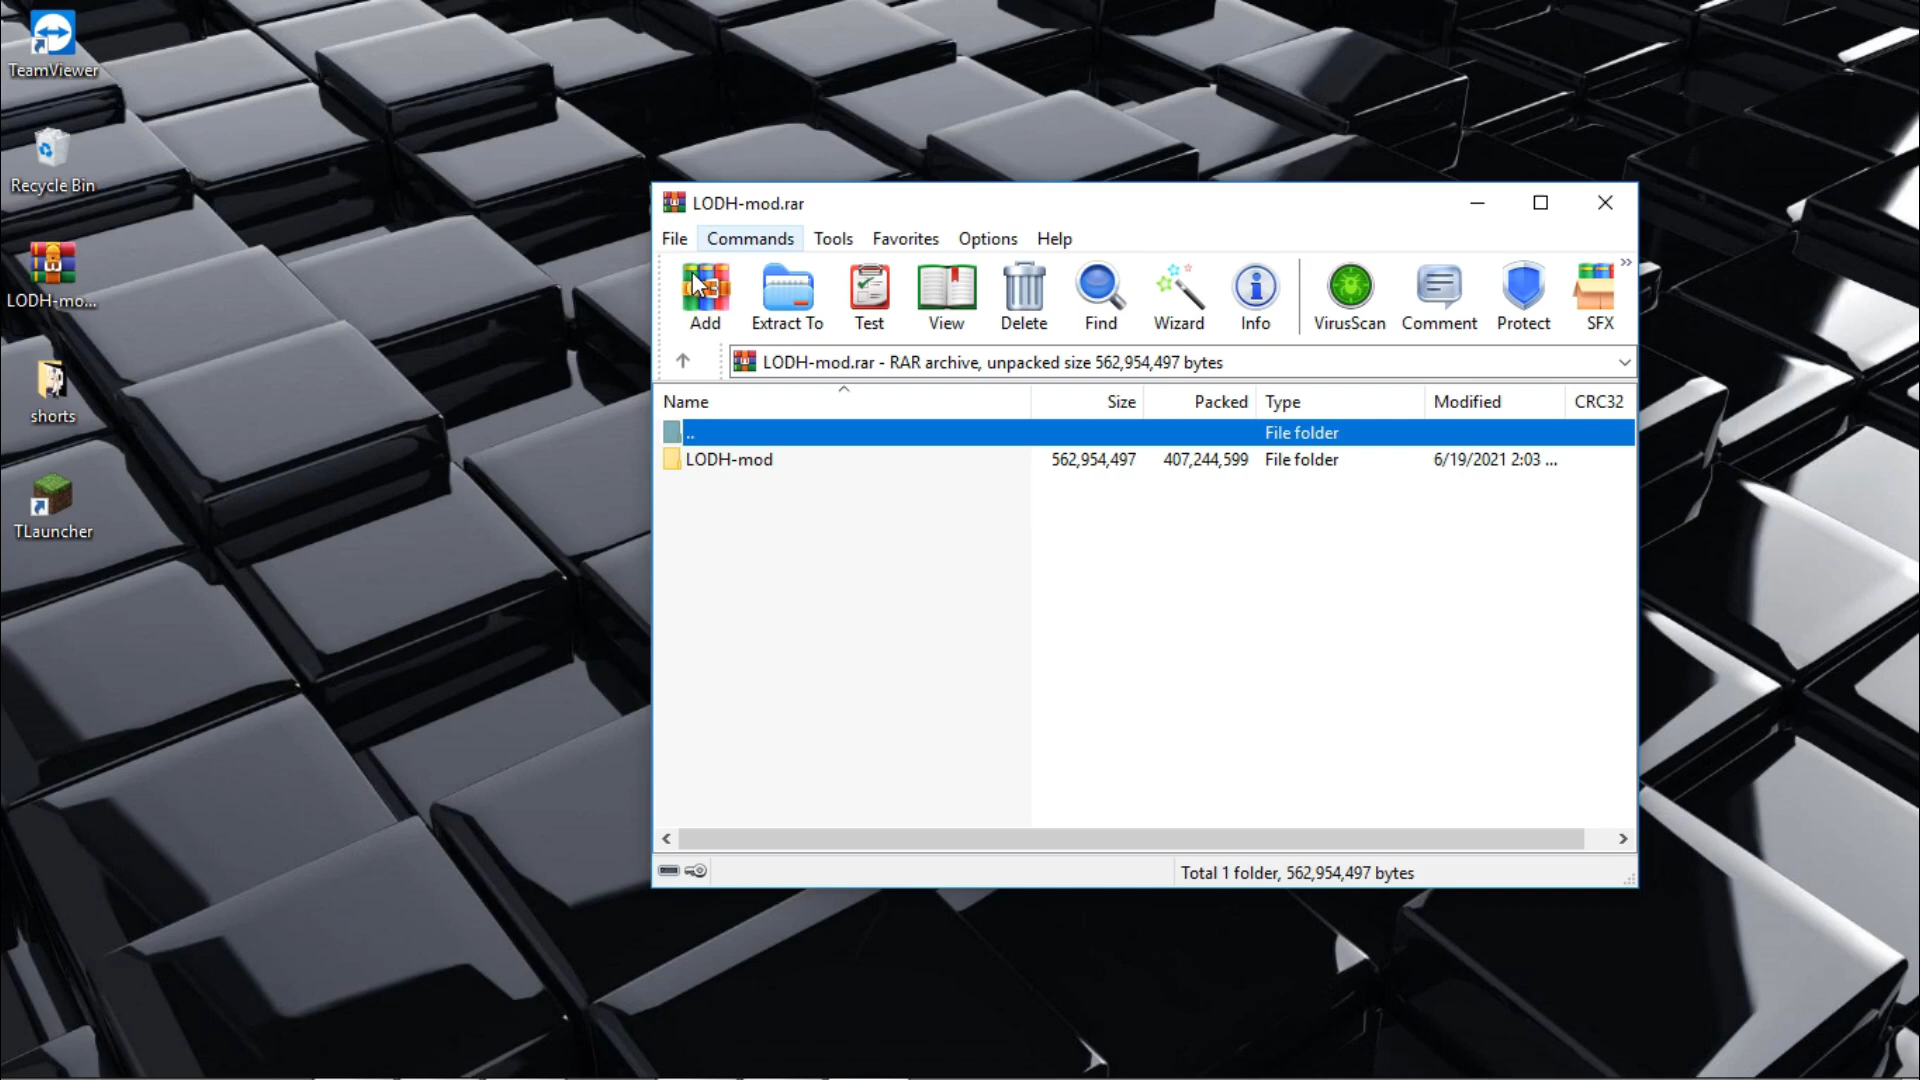 TeamViewer
Recycle Bin
LODH-mo...
shorts
TLauncher
LODH-mod.rar
File Commands Tools Favorites Options Help
Add Extract To Test View Delete Find Wizard Info VirusScan Comment Protect SFX
LODH-mod.rar - RAR archive, unpacked size 562,954,497 bytes
Name Size Packed Type Modified CRC32
.. File folder
LODH-mod 562,954,497 407,244,599 File folder 6/19/2021 2:03 ...
Total 1 folder, 562,954,497 bytes